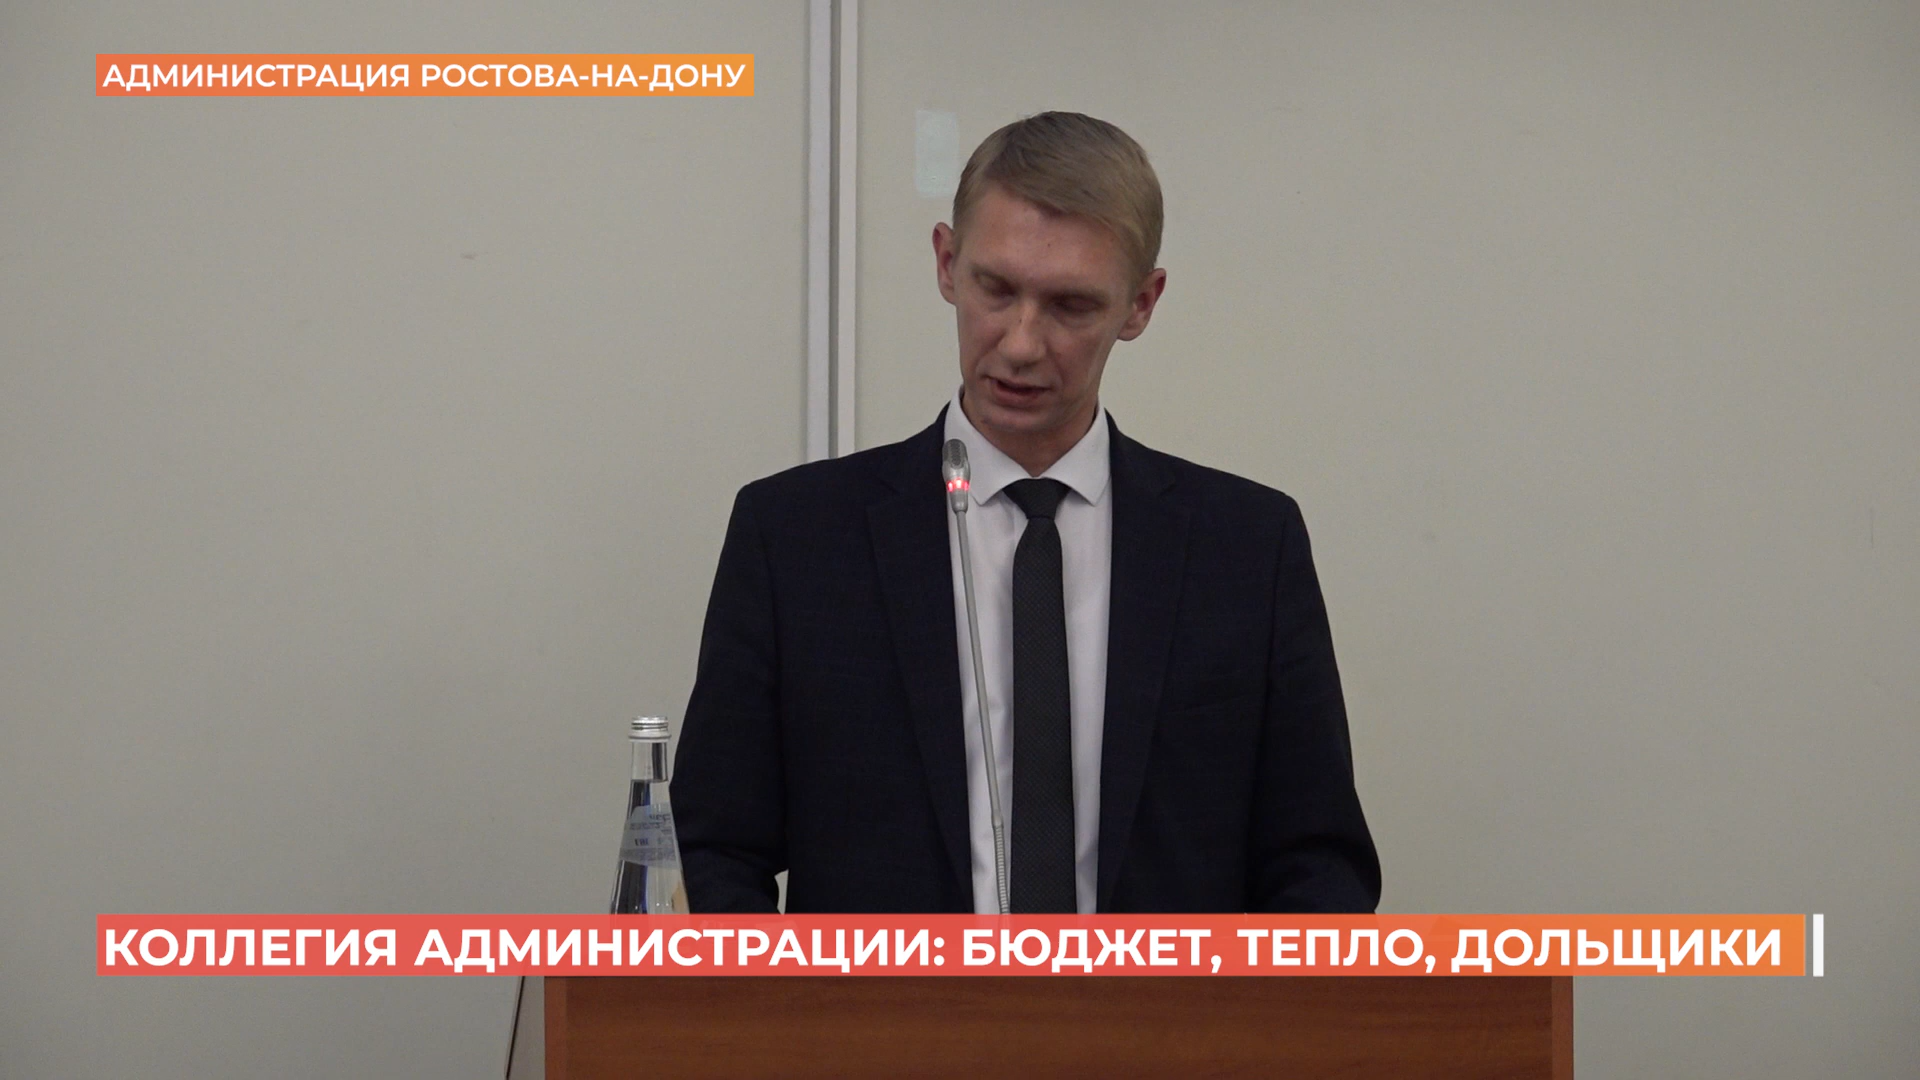 АДМИНИСТРАЦИЯ РОСТОВА-НА-ДОНУ
КОЛЛЕГИЯ АДМИНИСТРАЦИИ: БЮДЖЕТ, ТЕПЛО, ДОЛЬЩИКИ